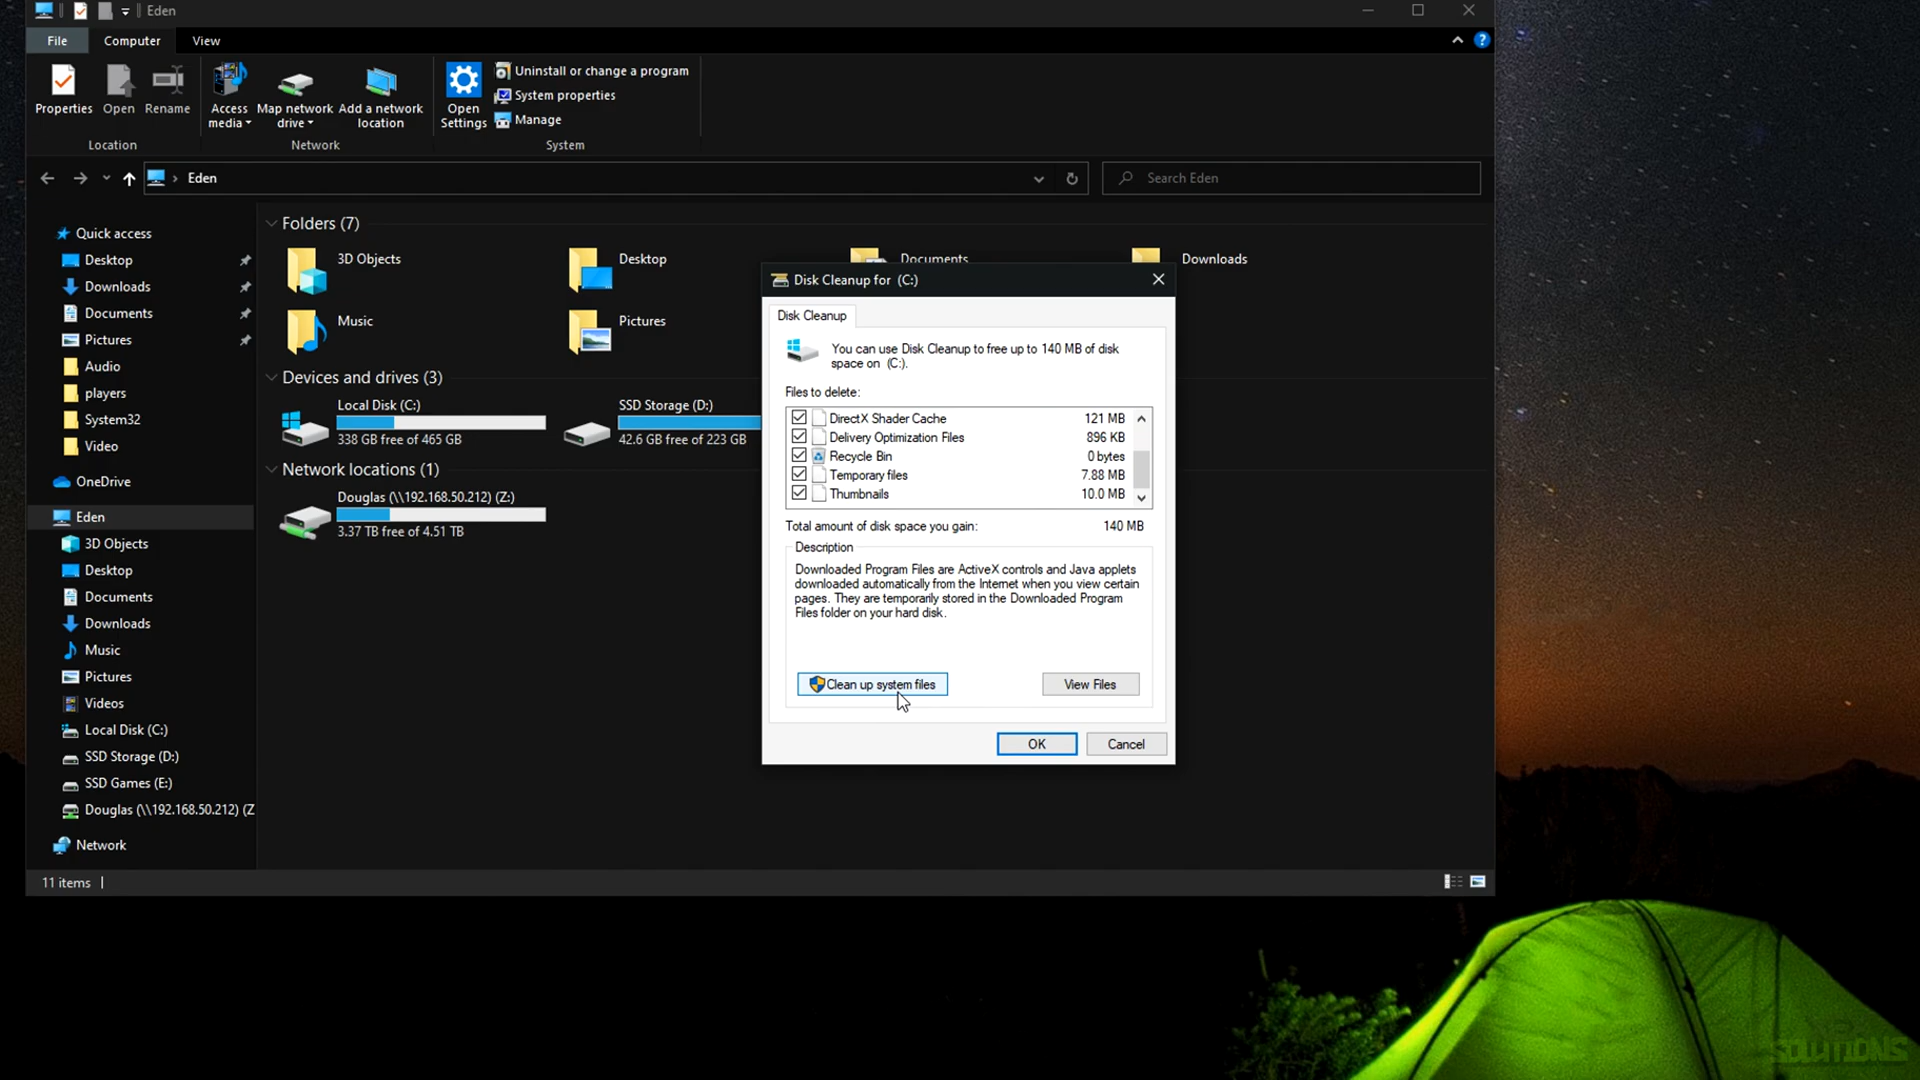 Eden
File
Computer
View
Properties
Open
Rename
Access
media
Map network
drive
Add a network
location
Open
Settings
Uninstall or change a program
System properties
Manage
Location
Network
System
Eden
Search Eden
Quick access
Desktop
Downloads
Documents
Pictures
Audio
players
System32
Video
OneDrive
Eden
3D Objects
Desktop
Documents
Downloads
Music
Pictures
Videos
Local Disk (C:)
SSD Storage (D:)
SSD Games (E:)
Douglas (\\192.168.50.212) (Z
Network
Folders (7)
3D Objects
Desktop
Documents
Downloads
Music
Pictures
Devices and drives (3)
Local Disk (C:)
338 GB free of 465 GB
SSD Storage (D:)
42.6 GB free of 223 GB
Network locations (1)
Douglas (\\192.168.50.212) (Z:)
3.37 TB free of 4.51 TB
Disk Cleanup for (C:)
Disk Cleanup
You can use Disk Cleanup to free up to 140 MB of disk
space on (C:).
Files to delete:
DirectX Shader Cache 121 MB
Delivery Optimization Files 896 KB
Recycle Bin 0 bytes
Temporary files 7.88 MB
Thumbnails 10.0 MB
Total amount of disk space you gain: 140 MB
Description
Downloaded Program Files are ActiveX controls and Java applets
downloaded automatically from the Internet when you view certain
pages. They are temporarily stored in the Downloaded Program
Files folder on your hard disk.
Clean up system files
View Files
OK
Cancel
11 items
SOLUTIONS